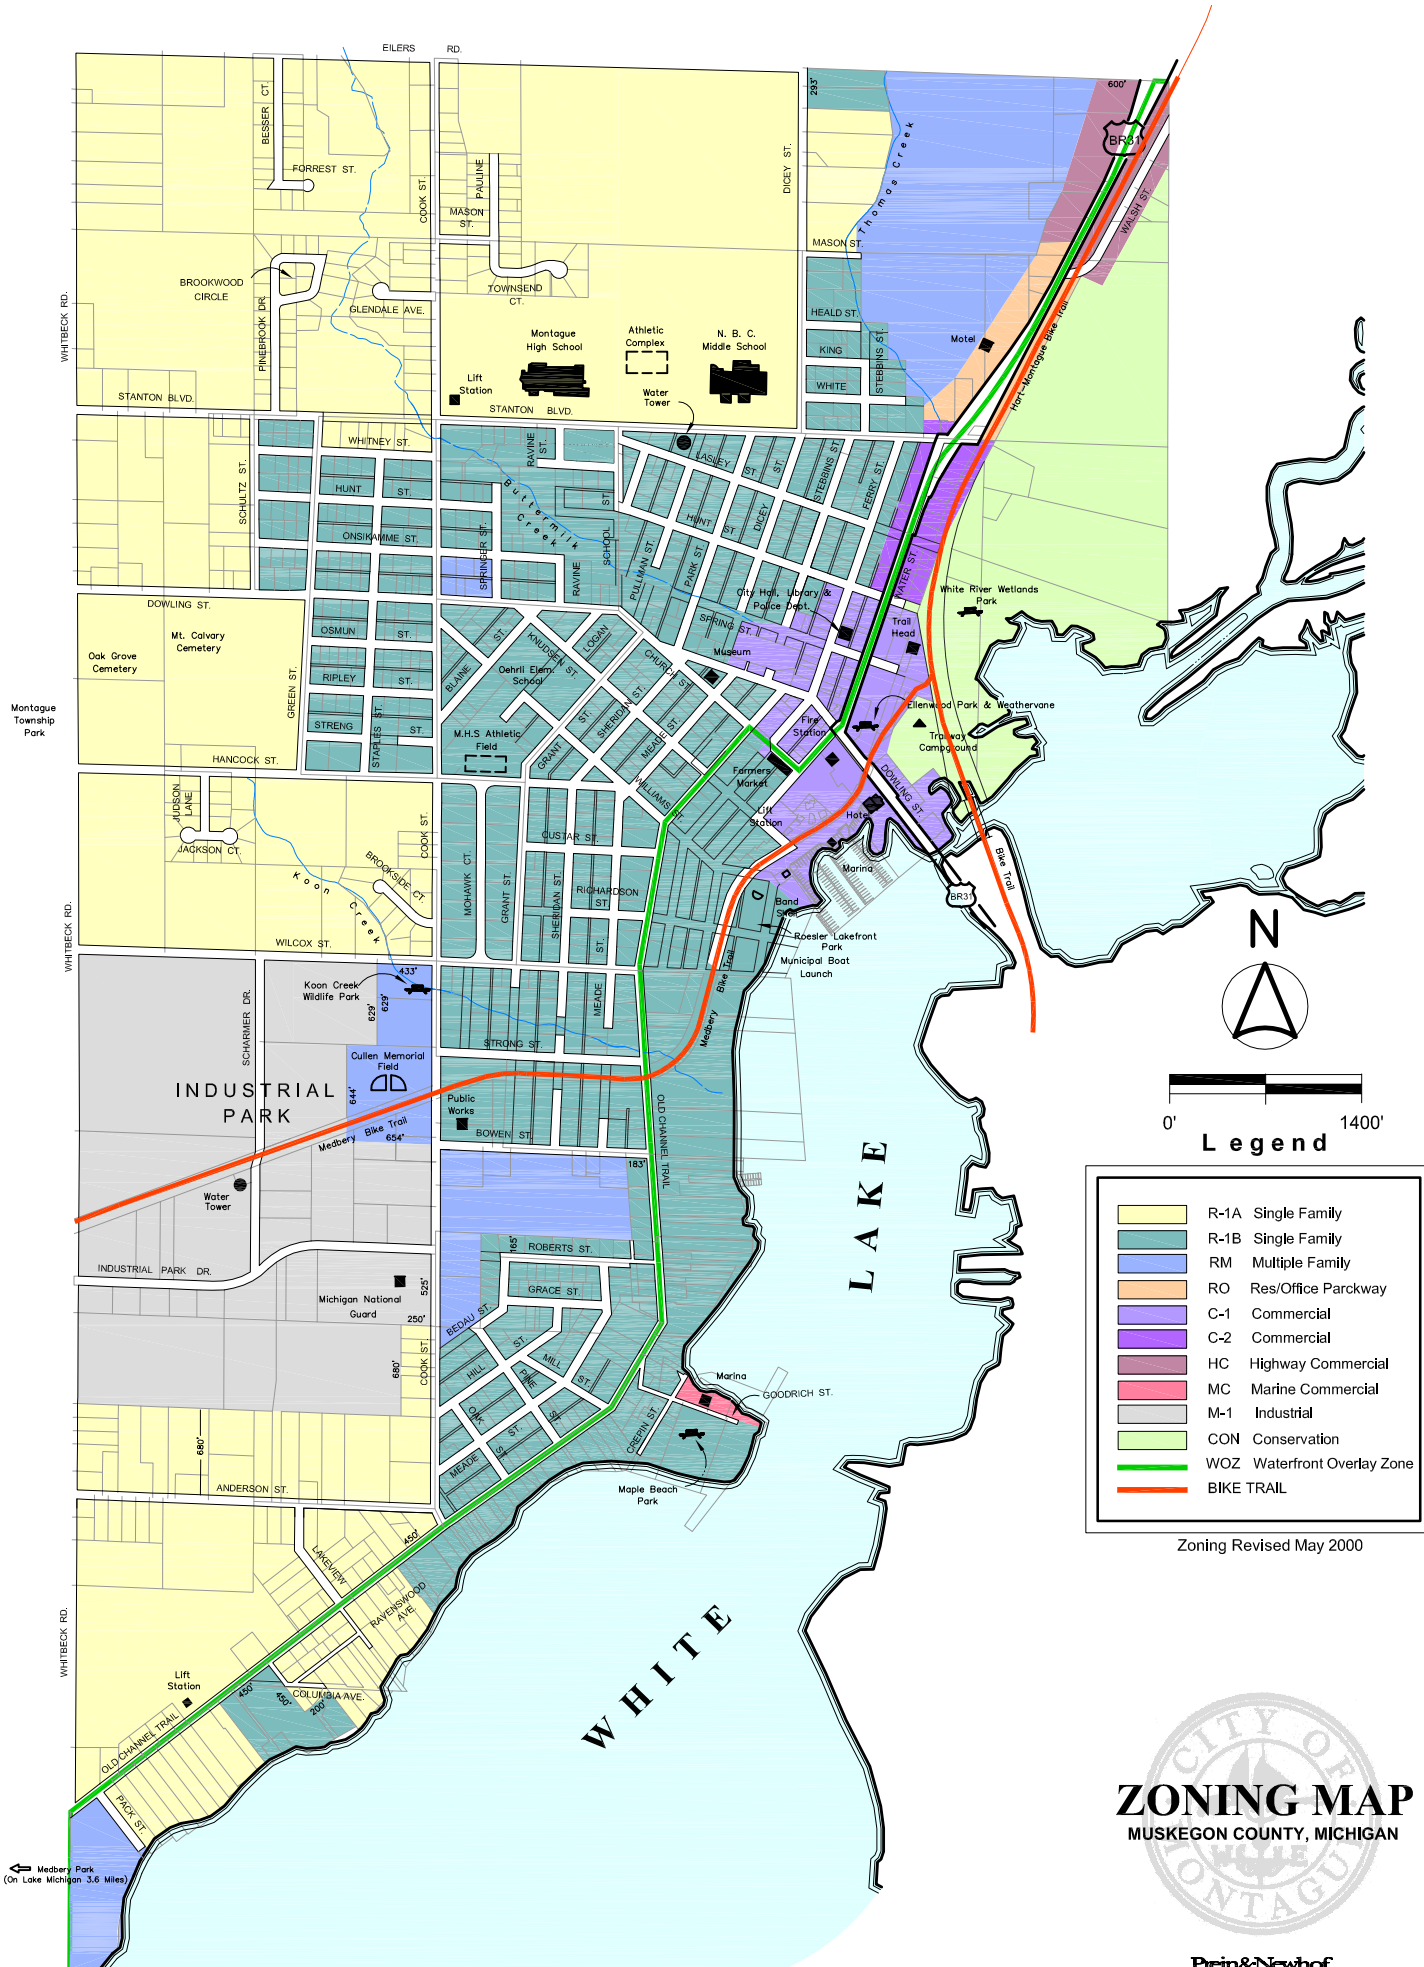 EILERS RD.
BESSER CT.
FORREST ST.
COOK ST.
PAULINE
MASON
ST.
DICEY ST.
293'
600'
BR31
Thomas Creek
WALSH ST.
MASON ST.
BROOKWOOD
CIRCLE
PINEBROOK DR.
GLENDALE AVE.
TOWNSEND
CT.
WHITBECK RD.
HEALD ST.
KING
WHITE
STEBBINS ST.
Motel
Hart-Montague Bike Trail
Montague
High School
Athletic
Complex
N. B. C.
Middle School
Lift
Station
Water
Tower
STANTON BLVD.
STANTON BLVD.
WHITNEY ST.
RAVINE
ST.
LASLEY ST.
ST.
STEBBINS ST.
FERRY ST.
SCHULTZ ST.
HUNT ST.
Buttermilk
Creek
SCHOOL
ST.
HUNT ST
DICEY
ONSIKAMME ST.
SPRINGER ST.
RAVINE
PULLMAN ST.
PARK ST.
WATER ST.
City Hall, Library &
Police Dept.
White River Wetlands
Park
DOWLING ST.
Mt. Calvary
Cemetery
Oak Grove
Cemetery
OSMUN ST.
RIPLEY ST.
STRENG ST.
STAPLES ST.
GREEN ST.
BLAINE
ST.
KNUDSEN ST.
LOGAN
Oehrli Elem.
School
CHURCH ST.
SPRING ST.
Museum
Trail
Head
Montague
Township
Park
M.H.S Athletic
Field
GRANT
ST.
SHERIDAN ST.
MEADE ST.
Fire
Station
Ellenwood Park & Weathervane
Trailway
Campground
HANCOCK ST.
WILLIAMS ST.
Farmers
Market
DOWLING ST.
Lift
Station
Hotel
JUDSON
LANE
JACKSON CT.
COOK ST.
BROOKSIDE CT.
Koon Creek
MOHAWK CT.
GRANT ST.
CUSTAR ST.
SHERIDAN ST.
RICHARDSON
ST.
ST.
Marina
Bike Trail
BR31
Band
Shell
Roesler Lakefront
Park
Municipal Boat
Launch
WHITBECK RD.
WILCOX ST.
433'
Koon Creek
Wildlife Park
629'
629'
SCHARMER DR.
MEADE
STRONG ST.
Medbery Bike Trail
N
0' 1400'
Cullen Memorial
Field
644'
INDUSTRIAL
PARK
Public
Works
BOWEN ST.
Medbery Bike Trail
654'
183'
OLD CHANNEL TRAIL
LAKE
Water
Tower
165'
ROBERTS ST.
INDUSTRIAL PARK DR.
Michigan National
Guard
525'
250'
GRACE ST.
BEDAU ST.
680'
COOK ST.
HILL
ST.
MILL
ST.
PINE
ST.
OAK
ST.
MEADE
ST.
Marina
GOODRICH ST.
CREPIN ST
Maple Beach
Park
680'
ANDERSON ST.
450'
LAKEVIEW
RAVENSWOOD
AVE.
WHITBECK RD.
Lift
Station
450'
450'
200'
COLUMBIA AVE.
OLD CHANNEL TRAIL
PACK ST.
WHITE
Medbery Park
(On Lake Michigan 3.6 Miles)
Legend
R-1A Single Family
R-1B Single Family
RM Multiple Family
RO Res/Office Parckway
C-1 Commercial
C-2 Commercial
HC Highway Commercial
MC Marine Commercial
M-1 Industrial
CON Conservation
WOZ Waterfront Overlay Zone
BIKE TRAIL
Zoning Revised May 2000
CITY OF
ZONING MAP
MUSKEGON COUNTY, MICHIGAN
MONTAGUE
Prein&Newhof